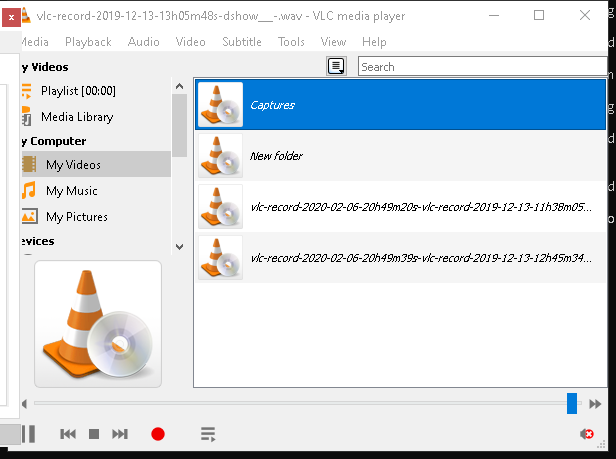 vlc-record-2019-12-13-13h05m48s-dshow___-.wav - VLC media player
Media Playback Audio Video Subtitle Tools View Help
y Videos
Search
Playlist [00:00]
Captures
Media Library
y Computer
New folder
My Videos
My Music
vlc-record-2020-02-06-20h49m20s-vlc-record-2019-12-13-11h38m05...
My Pictures
evices
vlc-record-2020-02-06-20h49m39s-vlc-record-2019-12-13-12h45m34...